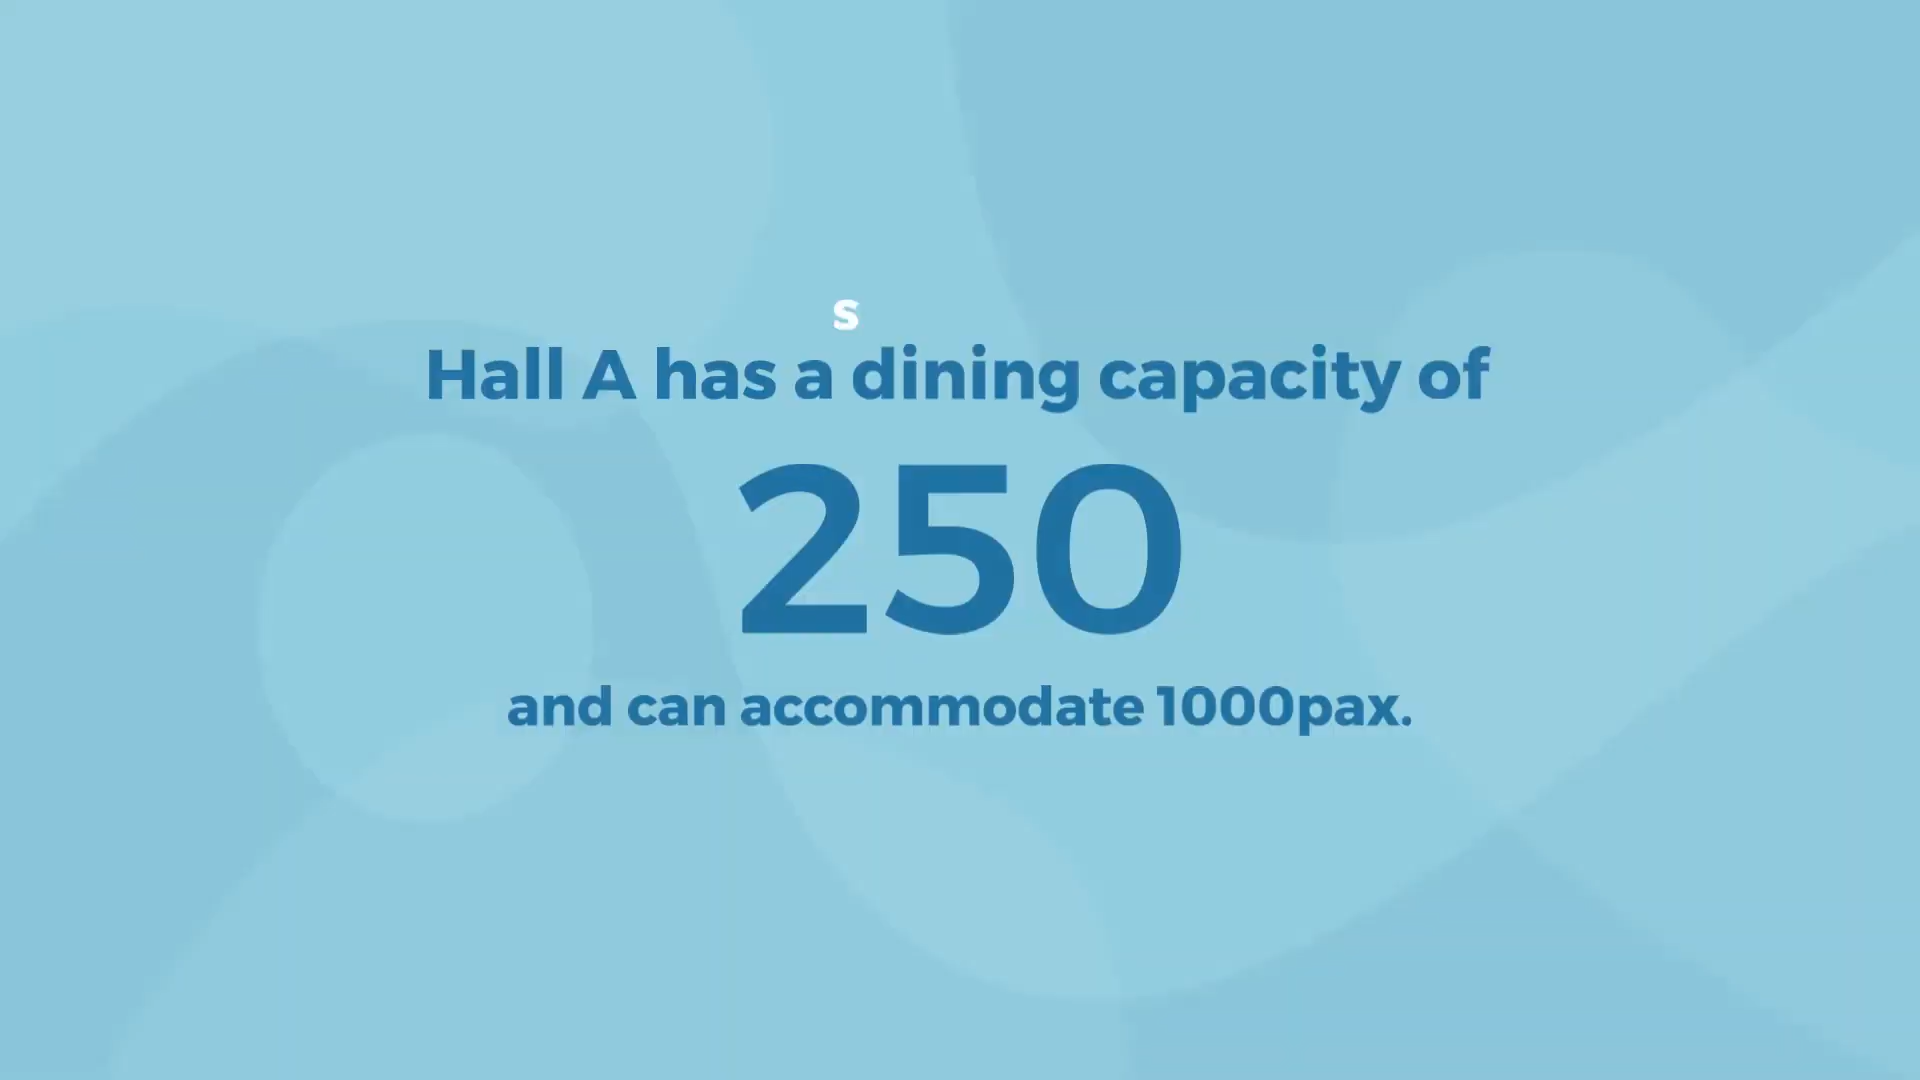 s
Hall A has a dining capacity of
250
and can accommodate 1000pax.